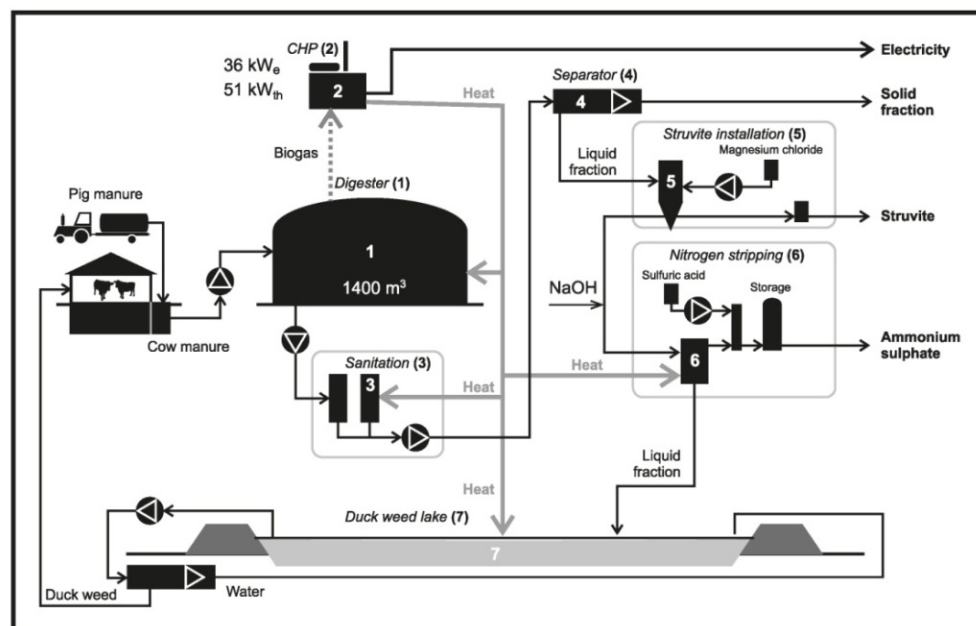 CHP (2)
36 kWe
51 kWth
2
Electricity
Heat
Separator (4)
4
Solid
fraction
Biogas
Liquid
fraction
Struvite installation (5)
Magnesium chloride
5
Struvite
Digester (1)
1
1400 m³
Pig manure
Cow manure
NaOH
Nitrogen stripping (6)
Sulfuric acid
Storage
6
Ammonium
sulphate
Sanitation (3)
3
Heat
Heat
Liquid
fraction
Heat
Duck weed lake (7)
7
Duck weed
Water